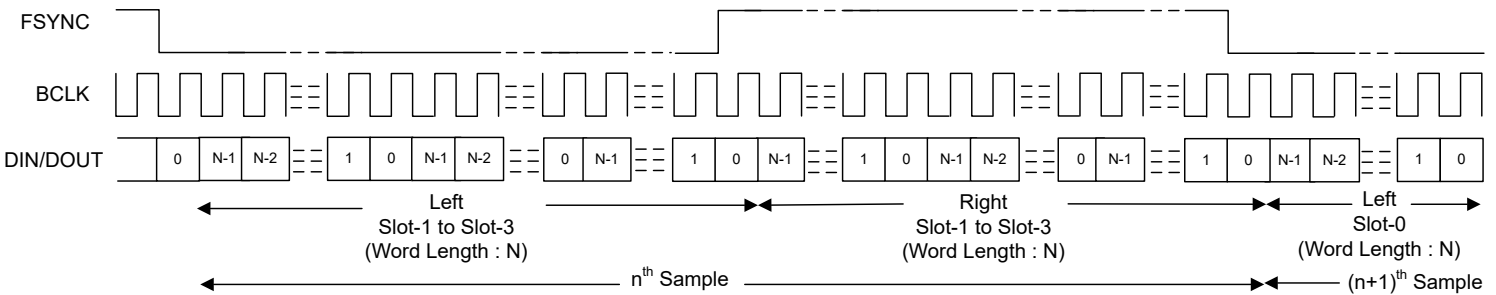 FSYNC
BCLK
DIN/DOUT
0 N-1 N-2 1 0 N-1 N-2 0 N-1 1 0 N-1 1 0 N-1 N-2 0 N-1 1 0 N-1 N-2 1 0
Left
Slot-1 to Slot-3
(Word Length : N)
Right
Slot-1 to Slot-3
(Word Length : N)
Left
Slot-0
(Word Length : N)
nth Sample
(n+1)th Sample